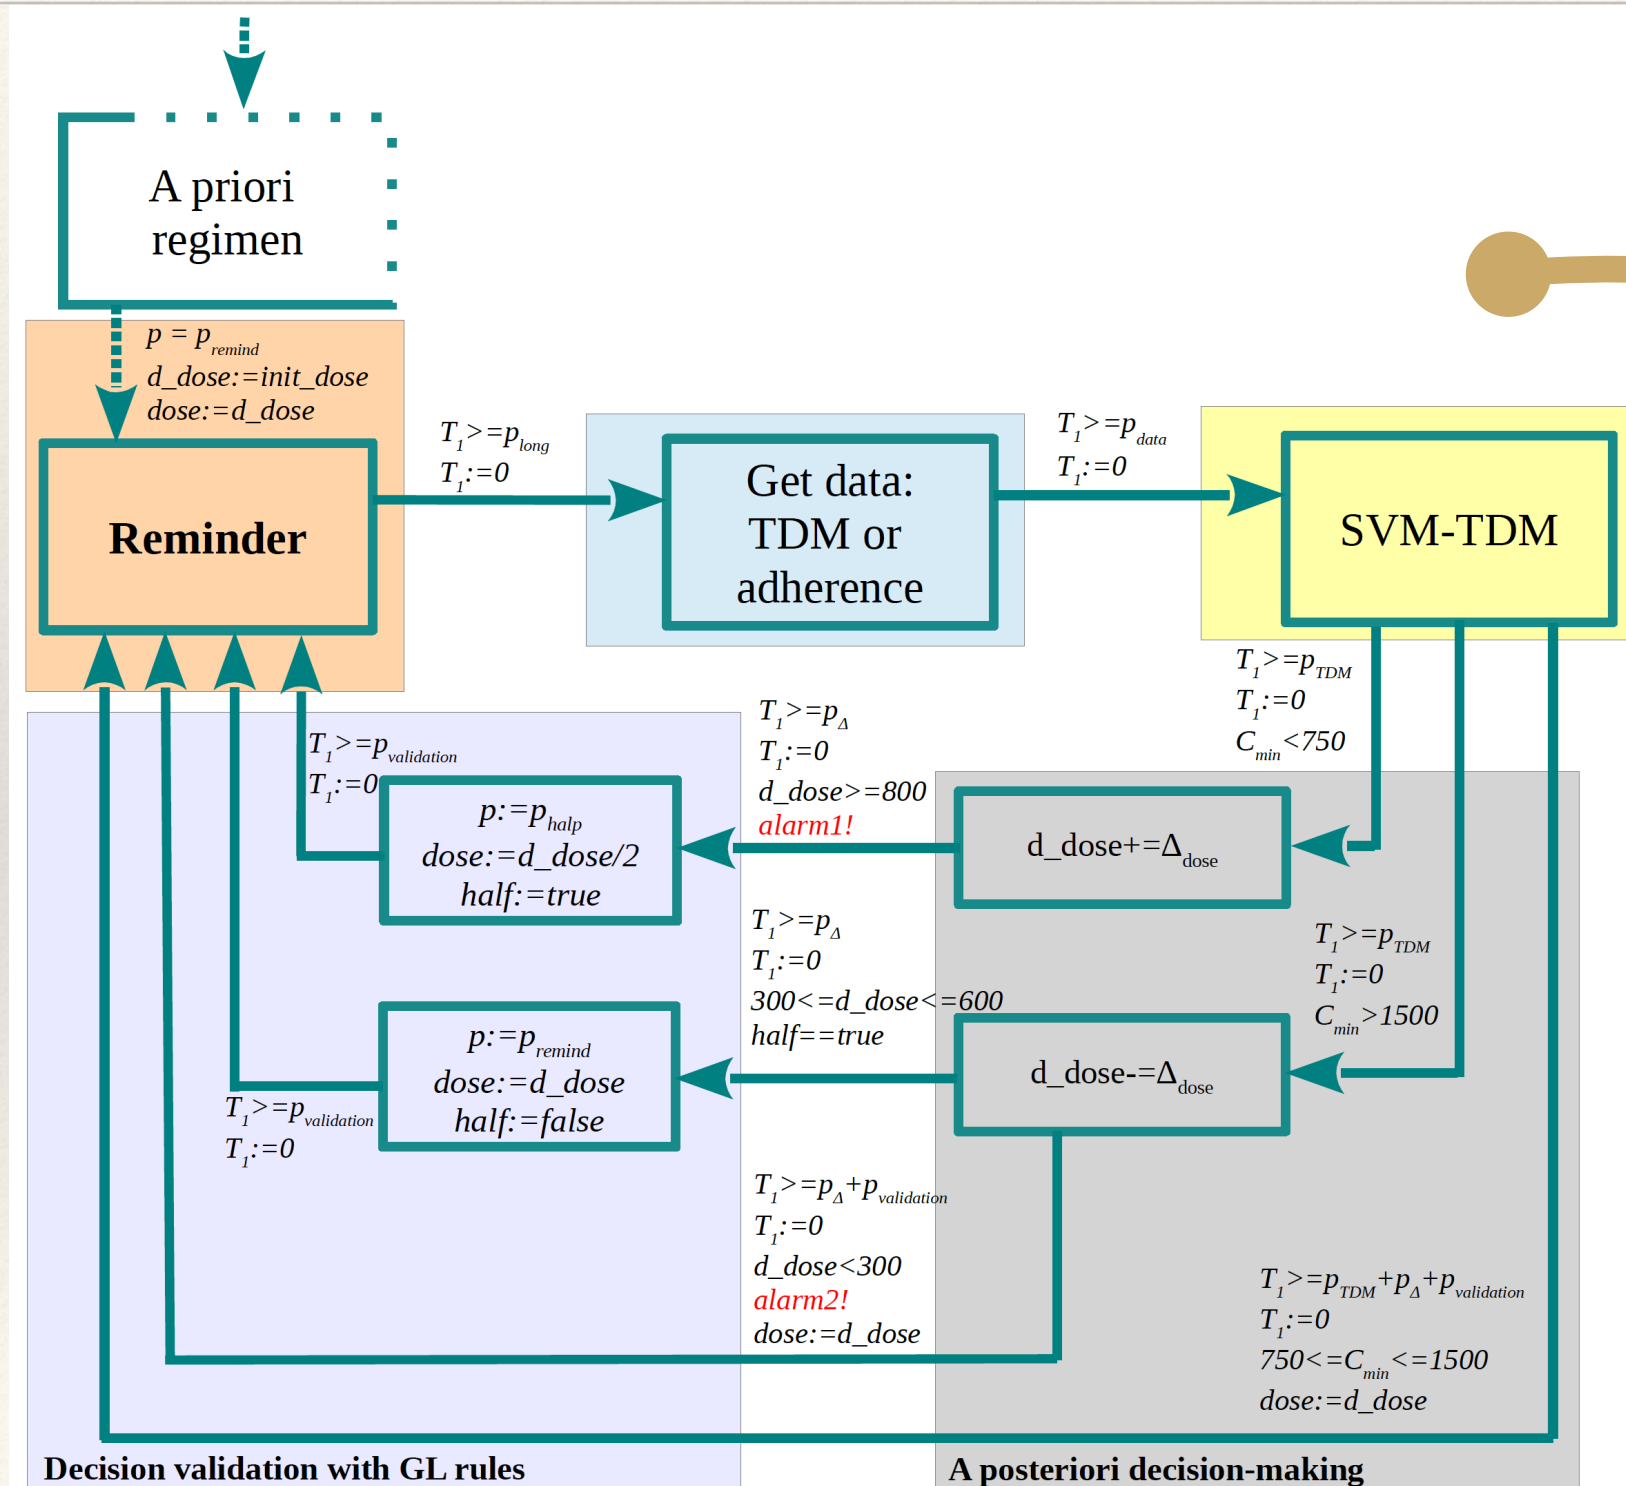 A priori
regimen
p = p_remind
d_dose:=init_dose
dose:=d_dose
Reminder
T_1>=p_long
T_1:=0
Get data:
TDM or
adherence
T_1>=p_data
T_1:=0
SVM-TDM
T_1>=p_TDM
T_1:=0
C_min<750
T_1>=p_validation
T_1:=0
p:=p_halp
dose:=d_dose/2
half:=true
T_1>=p_Δ
T_1:=0
d_dose>=800
alarm1!
d_dose+=Δ_dose
T_1>=p_TDM
T_1:=0
C_min>1500
T_1>=p_Δ
T_1:=0
300<=d_dose<=600
half==true
p:=p_remind
dose:=d_dose
half:=false
d_dose-=Δ_dose
T_1>=p_validation
T_1:=0
T_1>=p_Δ+p_validation
T_1:=0
d_dose<300
alarm2!
dose:=d_dose
T_1>=p_TDM+p_Δ+p_validation
T_1:=0
750<=C_min<=1500
dose:=d_dose
Decision validation with GL rules
A posteriori decision-making